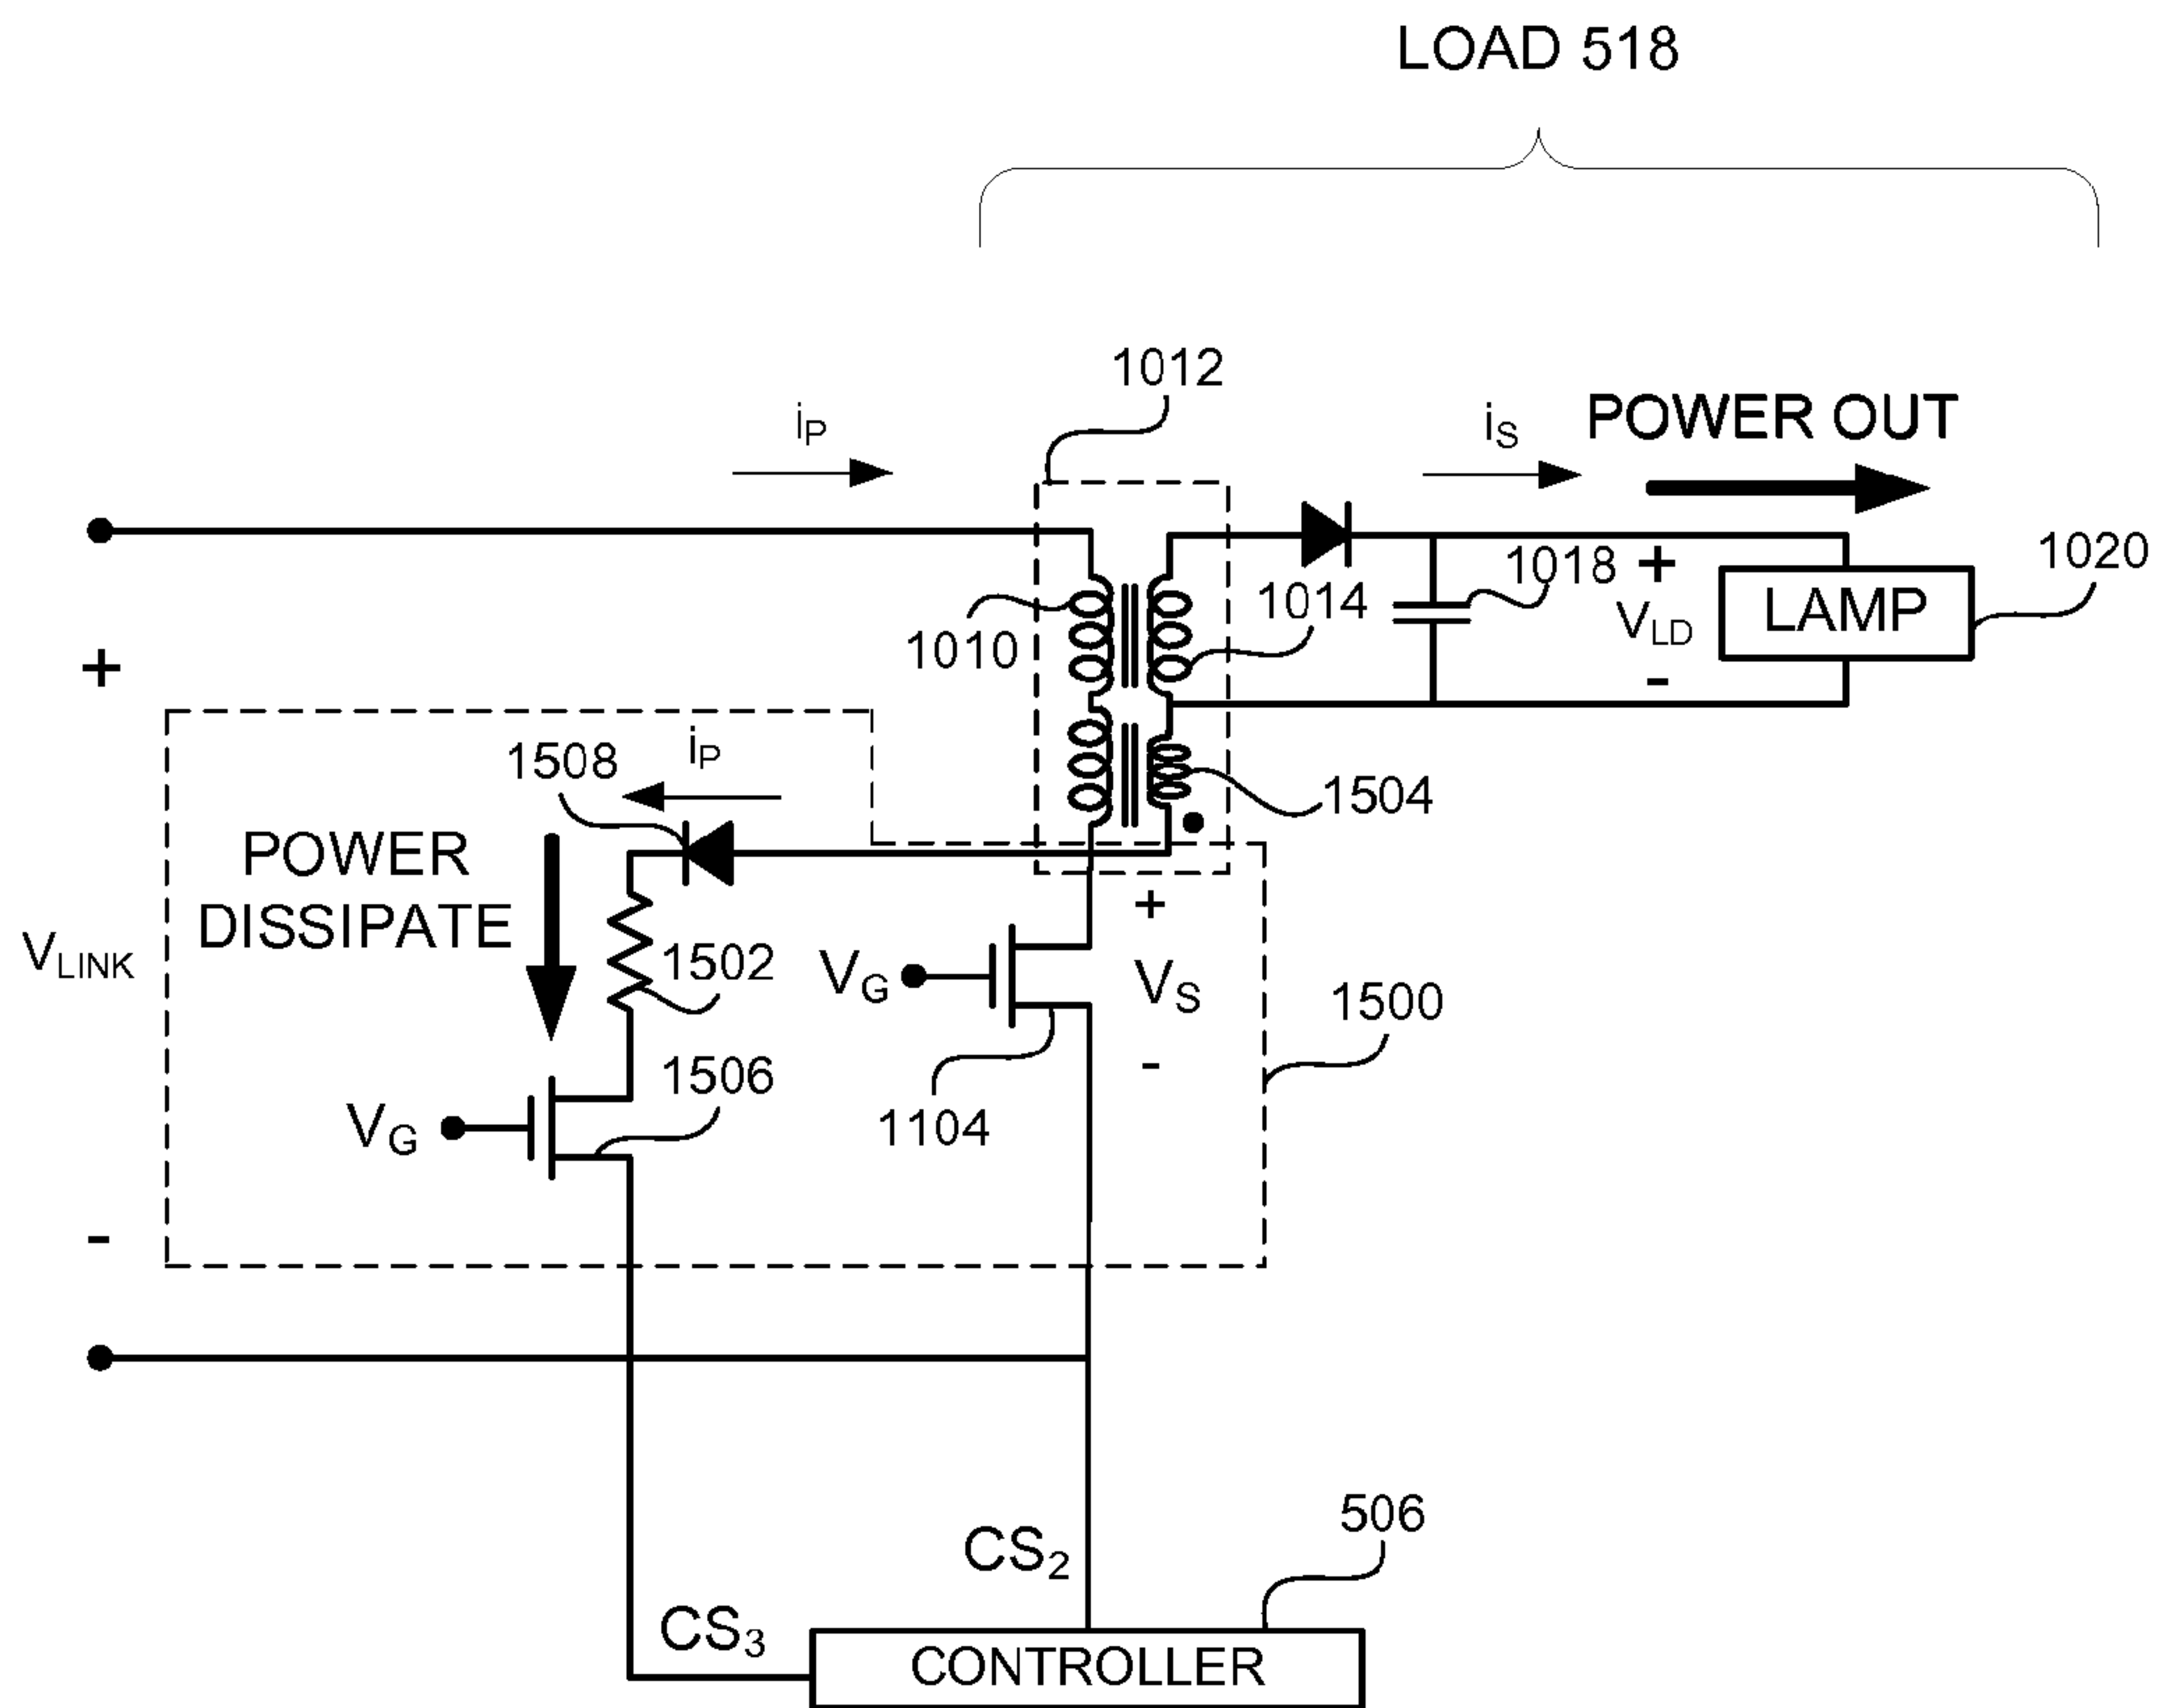 LOAD 518
1012
iP
iS
POWER OUT
1020
1018
+
VLD
-
LAMP
1014
1010
+
1508
iP
1504
POWER
DISSIPATE
VLINK
1502
VG
+
VS
-
1500
1506
1104
VG
-
506
CS2
CS3
CONTROLLER